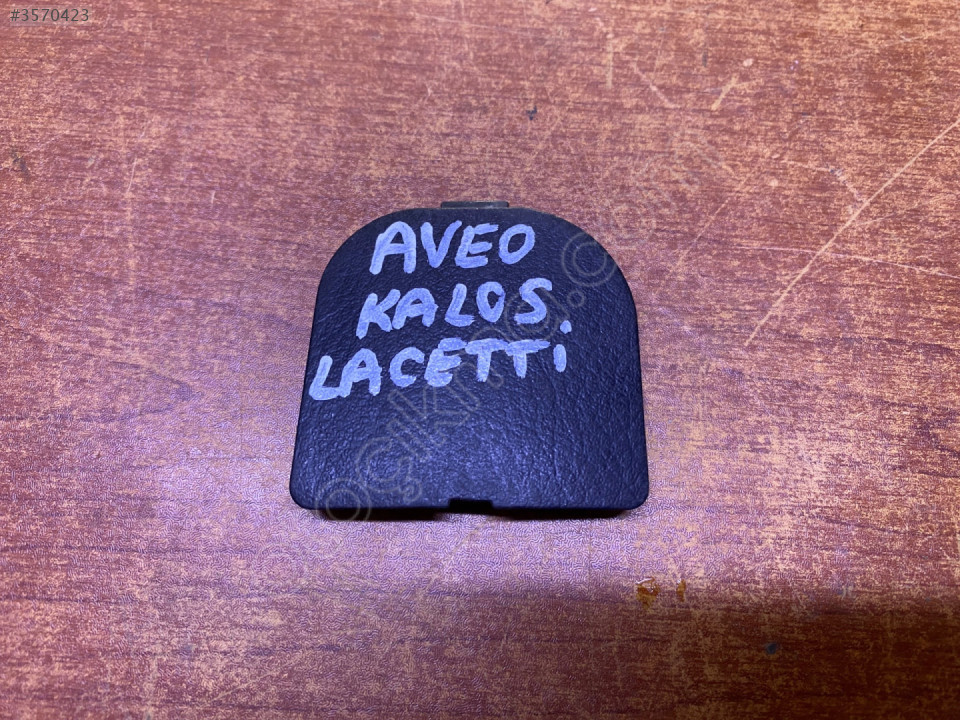 #3570423
AVEO
KALOS.
LACETTi